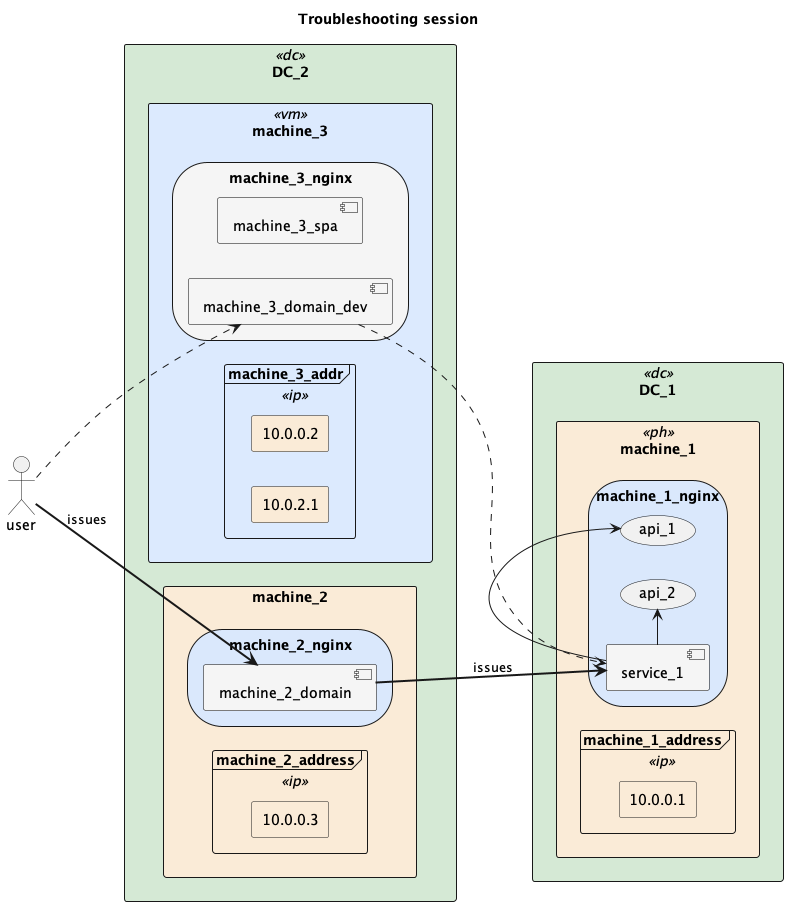 Troubleshooting session
«dc»
DC_2
«vm»
machine_3
machine_3_nginx
machine_3_spa
machine_3_domain_dev
machine_3_addr
«ip»
10.0.0.2
10.0.2.1
user
issues
machine_2
machine_2_nginx
machine_2_domain
machine_2_address
«ip»
10.0.0.3
issues
«dc»
DC_1
«ph»
machine_1
machine_1_nginx
api_1
api_2
service_1
machine_1_address
«ip»
10.0.0.1